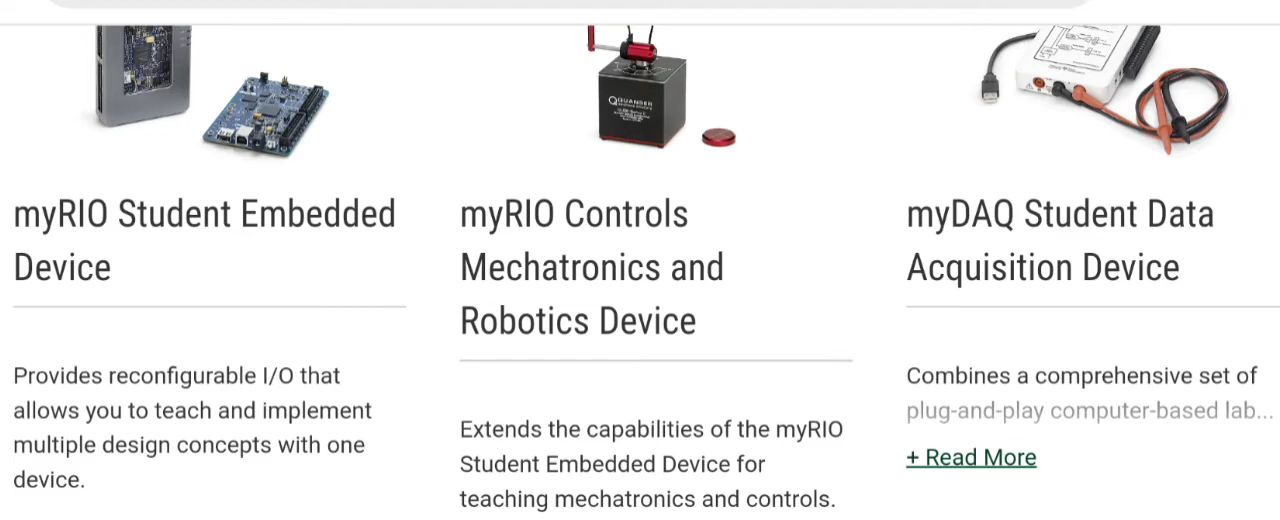 QUANSER
myRIO Student Embedded
Device
Provides reconfigurable I/O that
allows you to teach and implement
multiple design concepts with one
device.
myRIO Controls
Mechatronics and
Robotics Device
Extends the capabilities of the myRIO
Student Embedded Device for
teaching mechatronics and controls.
myDAQ Student Data
Acquisition Device
Combines a comprehensive set of
plug-and-play computer-based lab...
+ Read More